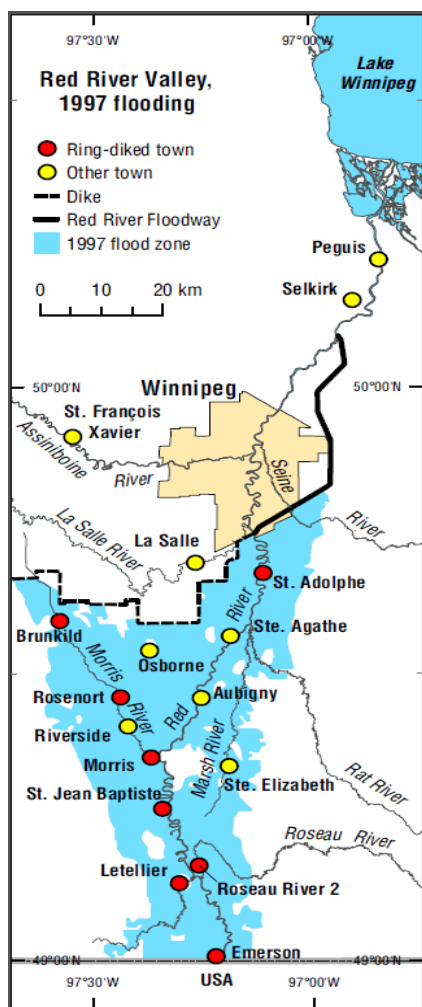 97°30'W
97°00'W
Lake
Winnipeg
Red River Valley,
1997 flooding
Ring-diked town
Other town
Dike
Red River Floodway
1997 flood zone
0 10 20 km
Peguis
Selkirk
50°00'N
50°00'N
Winnipeg
St. François
Xavier
Assiniboine
River
Seine
River
La Salle River
La Salle
St. Adolphe
Brunkild
Ste. Agathe
Osborne
Morris
River
Red
River
Rosenort
Aubigny
Riverside
Morris
Marsh River
Ste. Elizabeth
Rat River
St. Jean Baptiste
Roseau River
Letellier
Roseau River 2
Emerson
49°00'N
49°00'N
97°30'W
USA
97°00'W